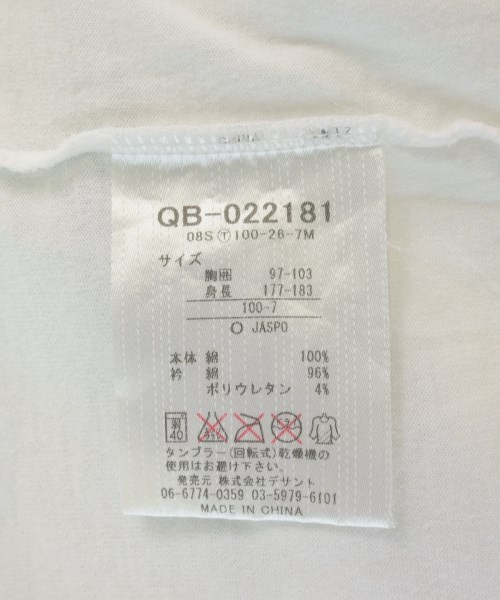 QB-022181
08S Ⓣ 100-26-7M
サイズ
胸囲 97-103
身長 177-183
100-7
O JASPO
本体 綿 100%
衿 綿 96%
ポリウレタン 4%
40
タンブラー(回転式)乾燥機の
使用はお避け下さい。
発売元 株式会社デサント
06-6774-0359 03-5979-6101
MADE IN CHINA